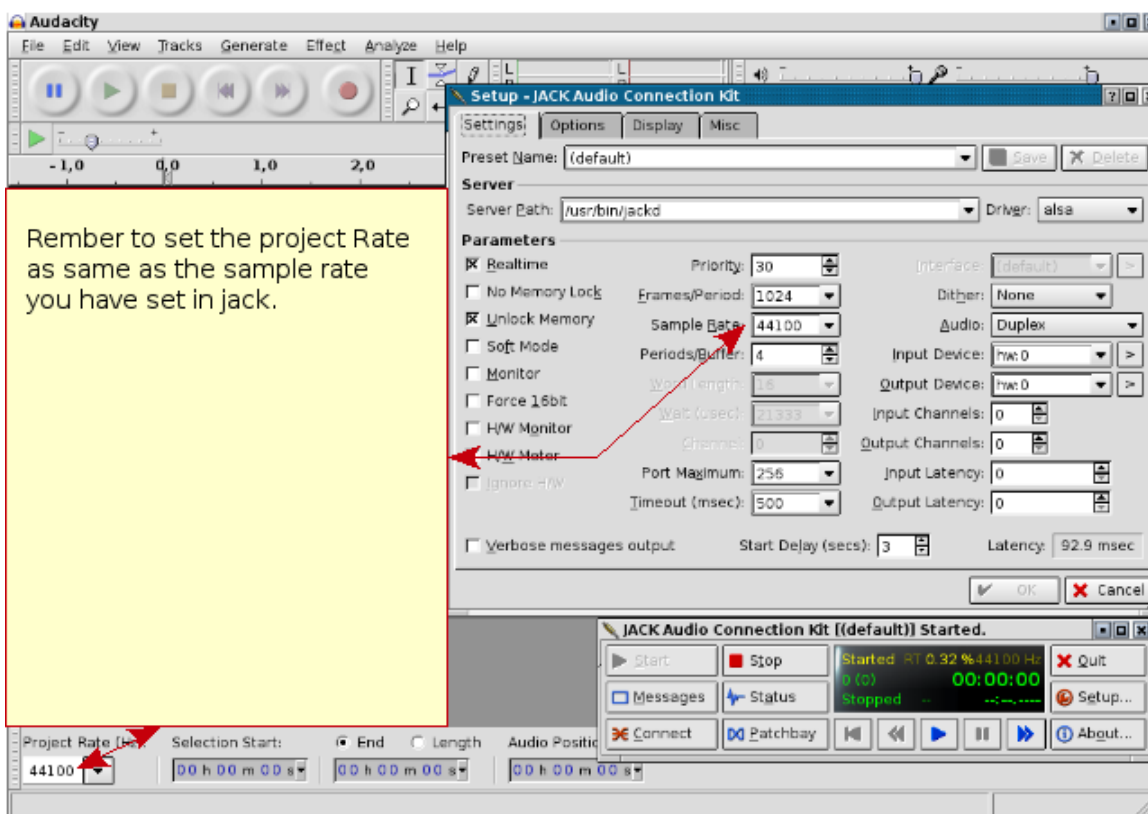 Audacity
File Edit View Tracks Generate Effect Analyze Help
L
R
L
R
-1,0 0,0 1,0 2,0
Rember to set the project Rate
as same as the sample rate
you have set in jack.
Setup - JACK Audio Connection Kit
Settings Options Display Misc
Preset Name: (default) Save Delete
Server
Server Path: /usr/bin/jackd Driver: alsa
Parameters
Realtime Priority: 30 Interface: (default) >
No Memory Lock Frames/Period: 1024 Dither: None
Unlock Memory Sample Rate: 44100 Audio: Duplex
Soft Mode Periods/Buffer: 4 Input Device: hw:0 >
Monitor Word Length: 16 Output Device: hw:0 >
Force 16bit Wait (usec): 21333 Input Channels: 0
H/W Monitor Channel: 0 Output Channels: 0
H/W Meter Port Maximum: 256 Input Latency: 0
Ignore H/W Timeout (msec): 500 Output Latency: 0
Verbose messages output Start Delay (secs): 3 Latency: 92.9 msec
OK Cancel
JACK Audio Connection Kit [(default)] Started.
Start Stop Started RT 0.32 % 44100 Hz Quit
0 (0) 00:00:00
Messages Status Stopped -- --:--.---- Setup...
Connect Patchbay About...
Project Rate (Hz): Selection Start: End Length Audio
44100 00 h 00 m 00 s 00 h 00 m 00 s 00 h 00 m 00 s